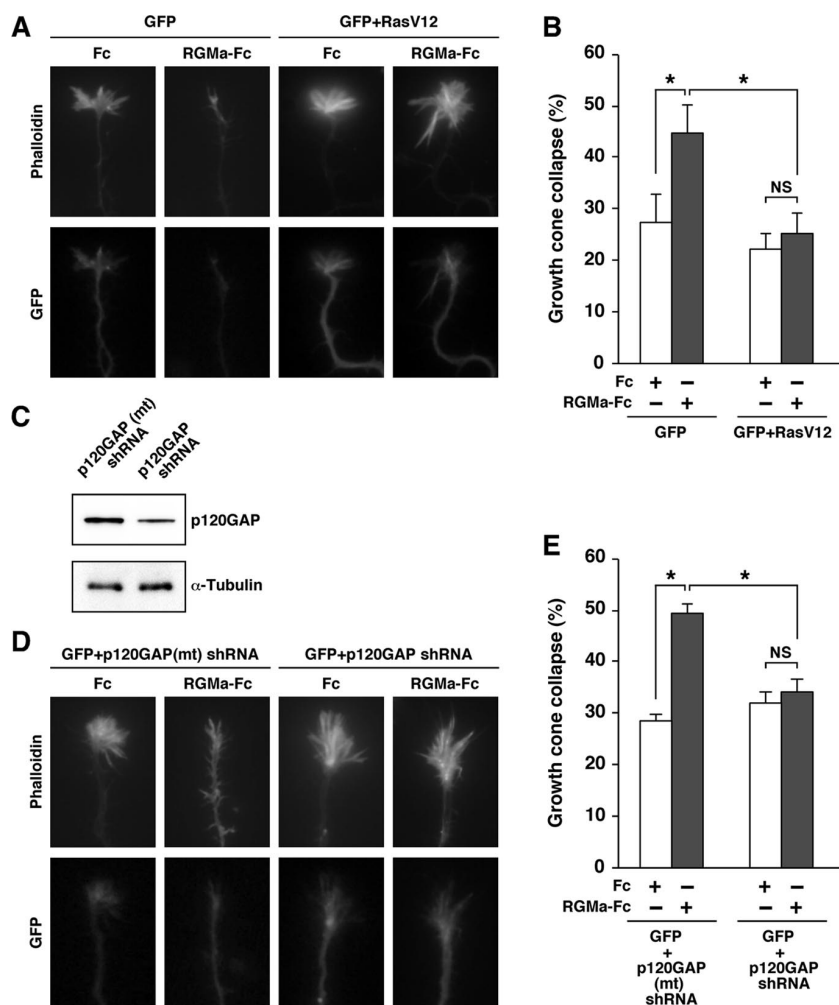 A
GFP
GFP+RasV12
Fc
RGMa-Fc
Fc
RGMa-Fc
Phalloidin
GFP
B
Growth cone collapse (%)
60
50
40
30
20
10
0
*
*
NS
Fc + – + –
RGMa-Fc – + – +
GFP
GFP+RasV12
C
p120GAP (mt)
shRNA
p120GAP
shRNA
p120GAP
α-Tubulin
D
GFP+p120GAP(mt) shRNA
GFP+p120GAP shRNA
Fc
RGMa-Fc
Fc
RGMa-Fc
Phalloidin
GFP
E
Growth cone collapse (%)
60
50
40
30
20
10
0
*
*
NS
Fc + – + –
RGMa-Fc – + – +
GFP
+
p120GAP
(mt)
shRNA
GFP
+
p120GAP
shRNA